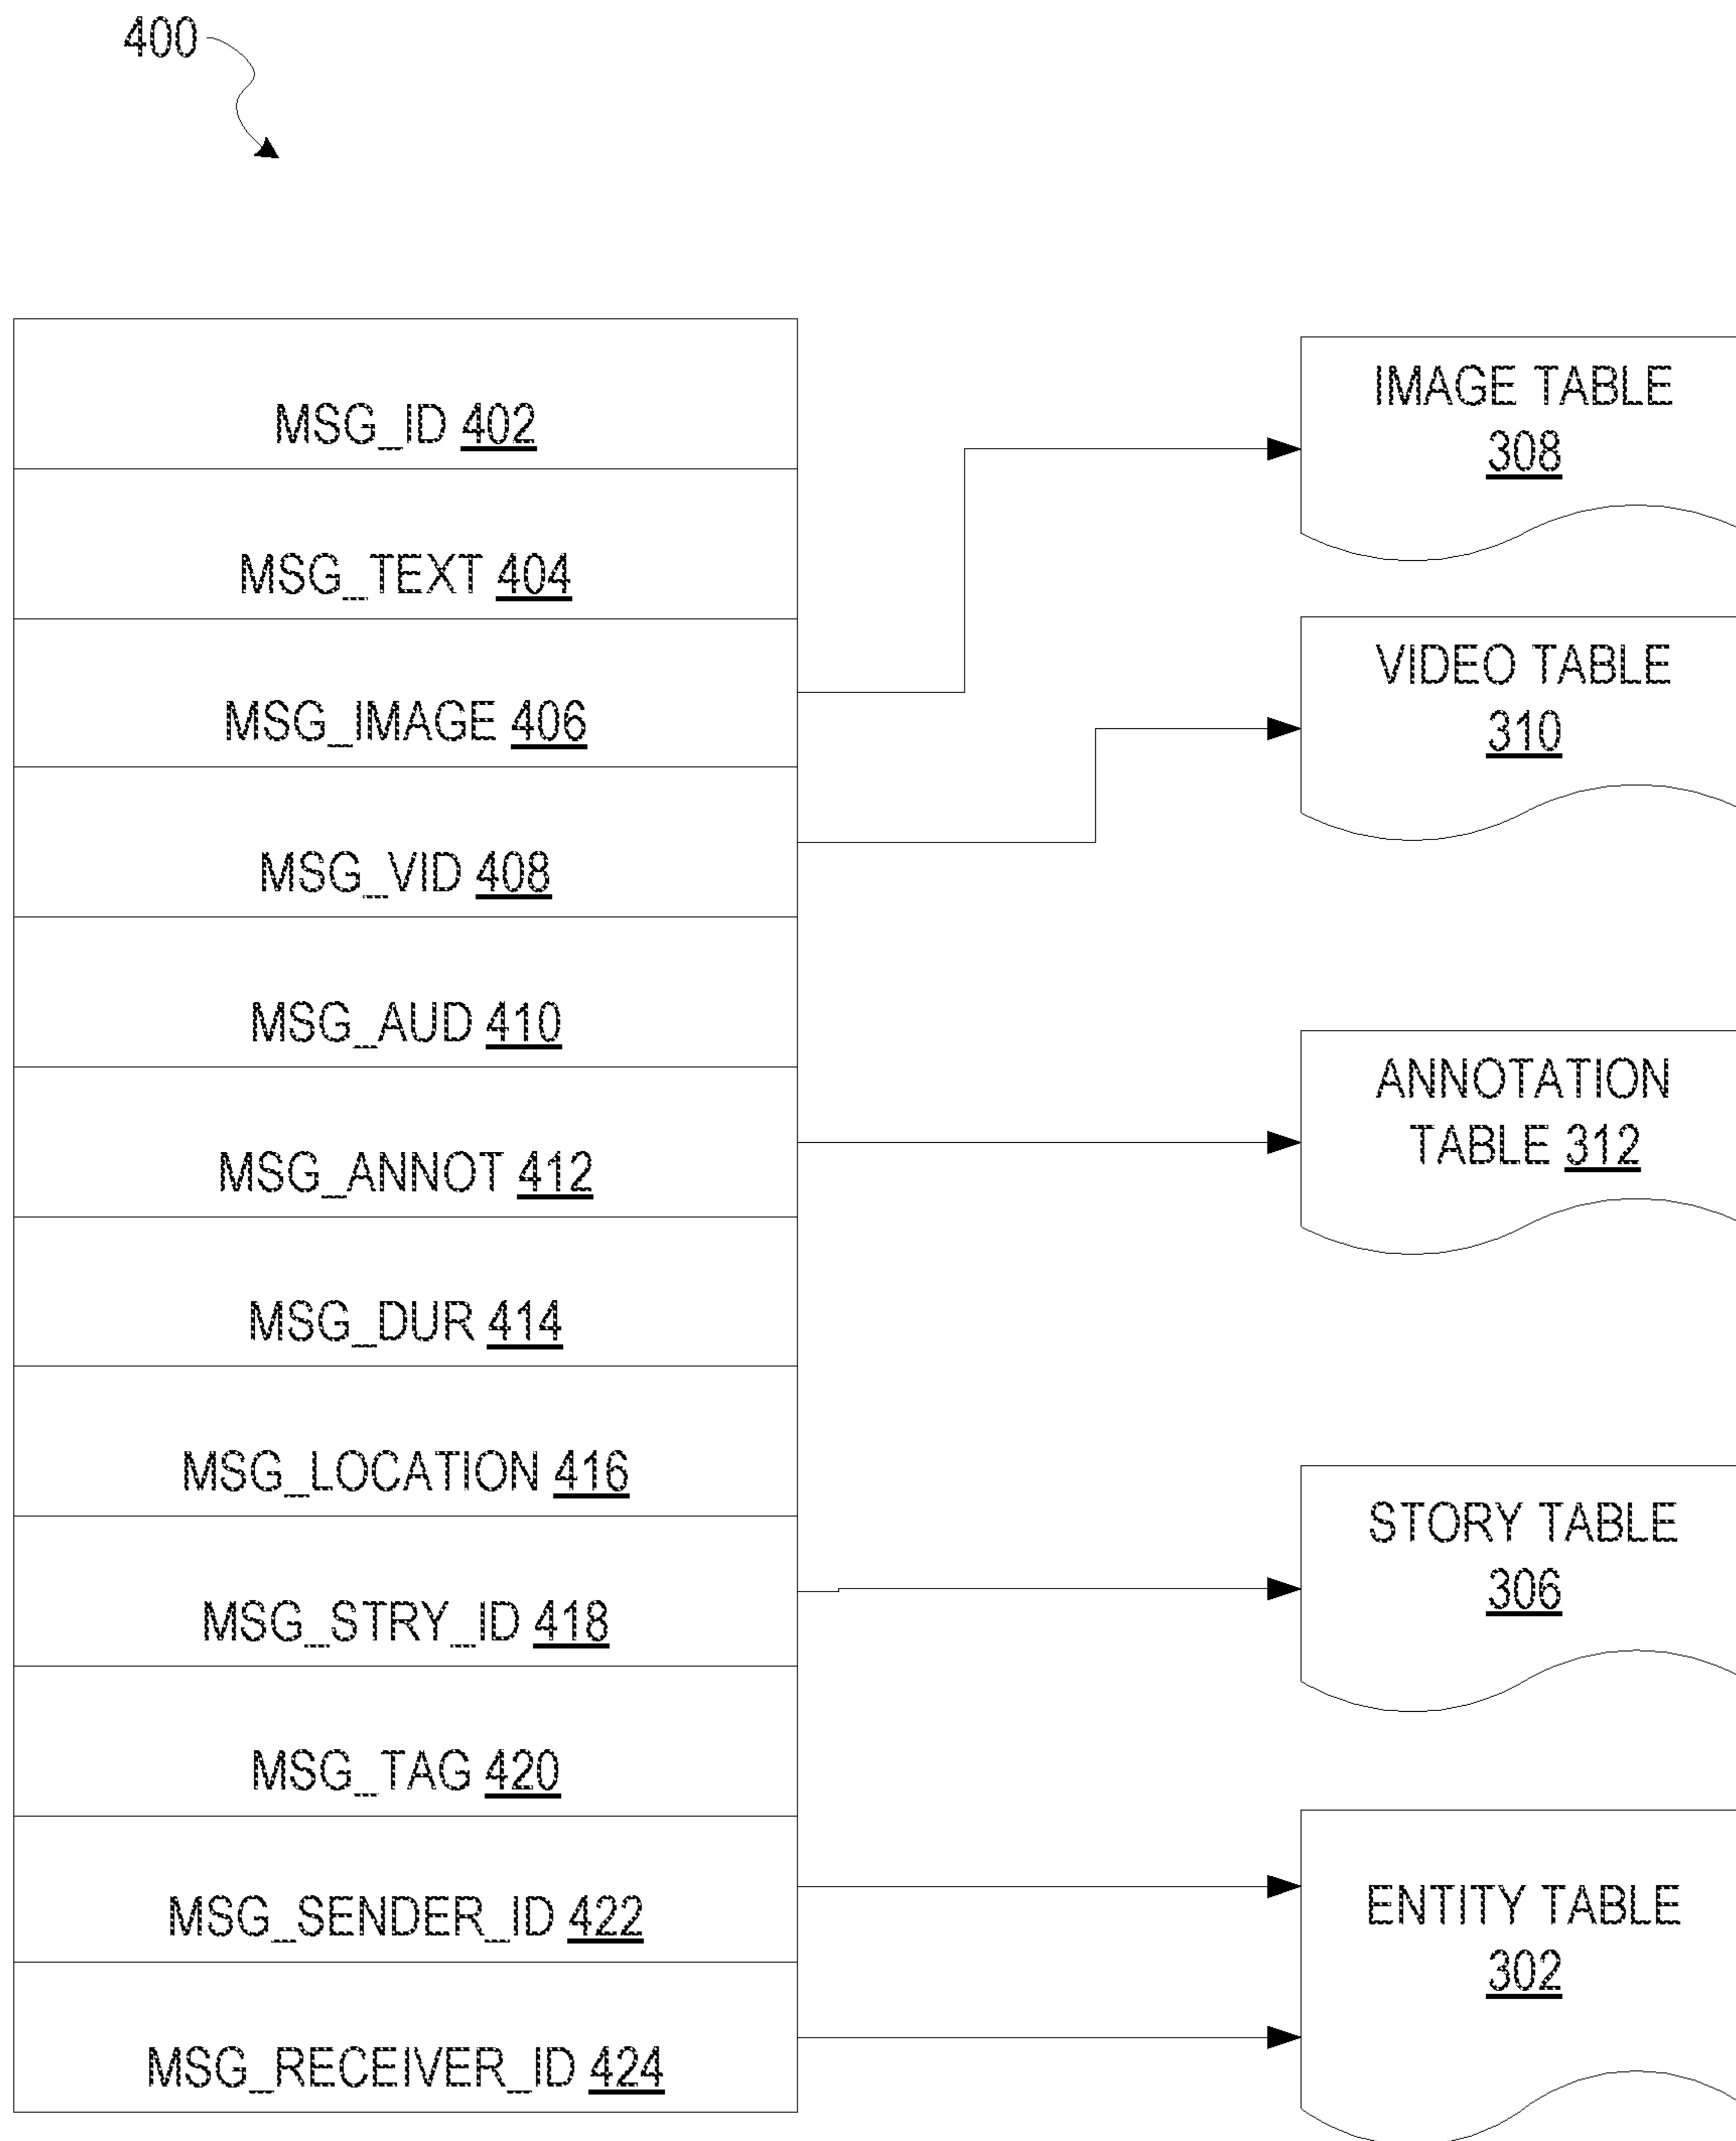 400
MSG_ID 402
MSG_TEXT 404
MSG_IMAGE 406
MSG_VID 408
MSG_AUD 410
MSG_ANNOT 412
MSG_DUR 414
MSG_LOCATION 416
MSG_STRY_ID 418
MSG_TAG 420
MSG_SENDER_ID 422
MSG_RECEIVER_ID 424
IMAGE TABLE
308
VIDEO TABLE
310
ANNOTATION
TABLE 312
STORY TABLE
306
ENTITY TABLE
302